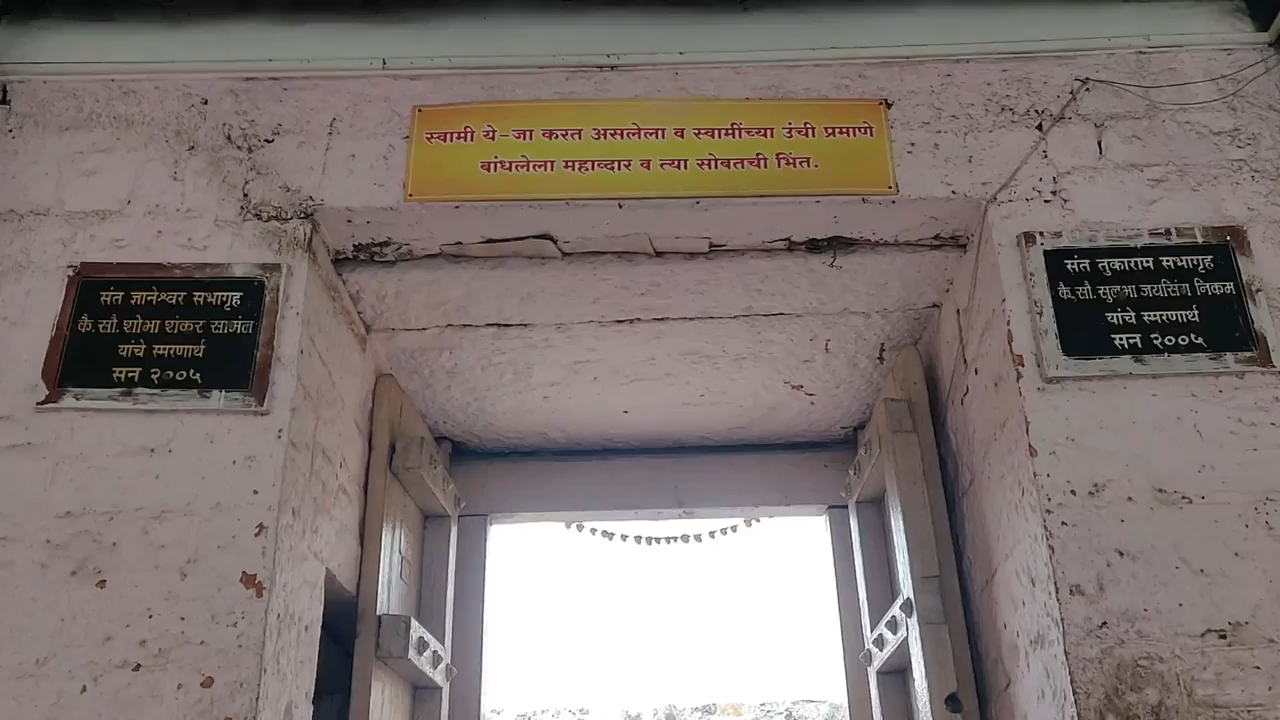 स्वामी ये-जा करत असलेला व स्वामींच्या उंची प्रमाणे
बांधलेला महाव्दार व त्या सोबतची भिंत.
संत ज्ञानेश्वर सभागृह
कै. सौ. शोभा शंकर सामंत
यांचे स्मरणार्थ
सन २००५
संत तुकाराम सभागृह
कै. सौ. सुलभा जयसिंग निकम
यांचे स्मरणार्थ
सन २००५